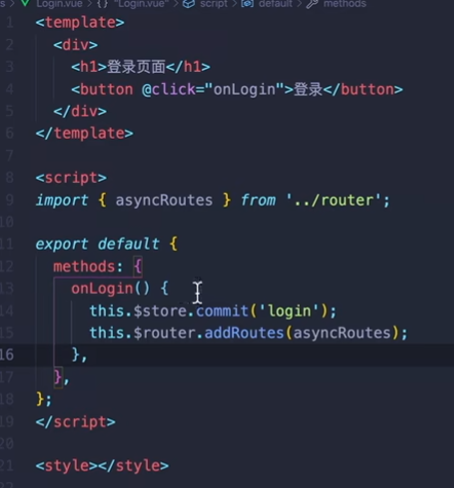 s > Login.vue > {} "Login.vue" > script > default > methods
1 <template>
2 <div>
3 <h1>登录页面</h1>
4 <button @click="onLogin">登录</button>
5 </div>
6 </template>
7
8 <script>
9 import { asyncRoutes } from '../router';
10
11 export default {
12 methods: {
13 onLogin() {
14 this.$store.commit('login');
15 this.$router.addRoutes(asyncRoutes);
16 },
17 },
18 };
19 </script>
20
21 <style></style>